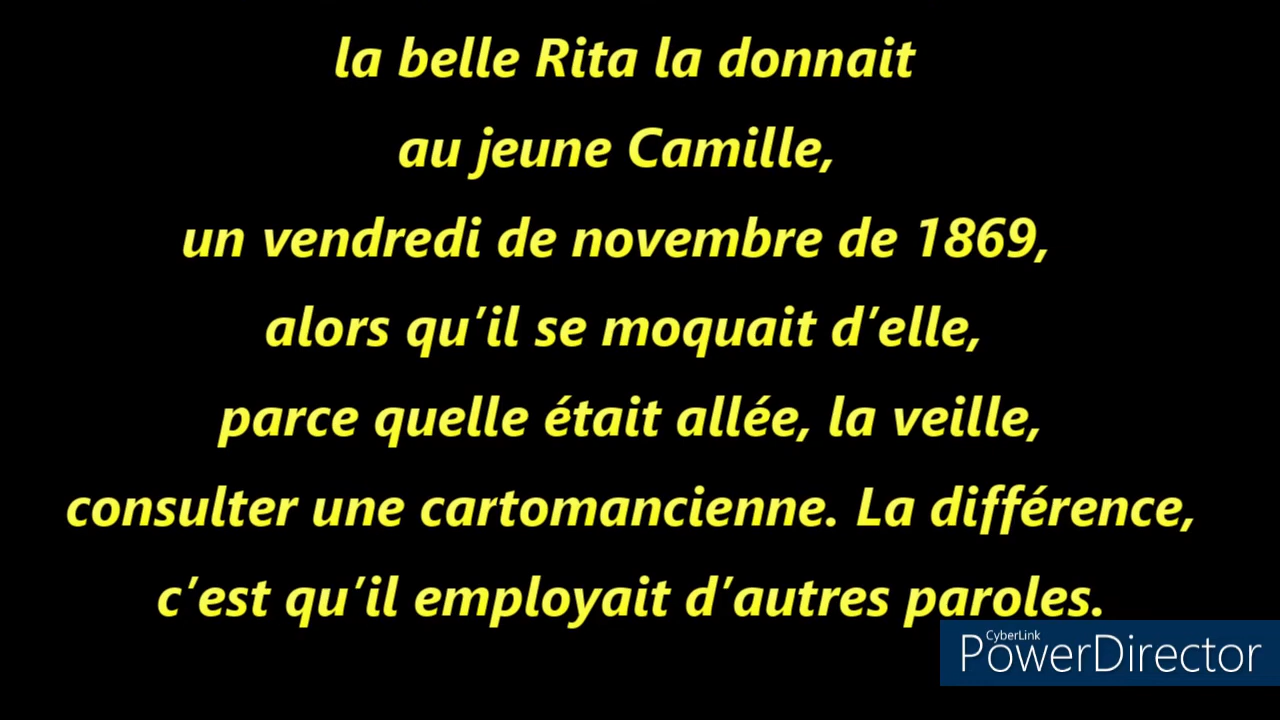 la belle Rita la donnait
au jeune Camille,
un vendredi de novembre de 1869,
alors qu’il se moquait d’elle,
parce quelle était allée, la veille,
consulter une cartomancienne. La différence,
c’est qu’il employait d’autres paroles.
CyberLink
PowerDirector